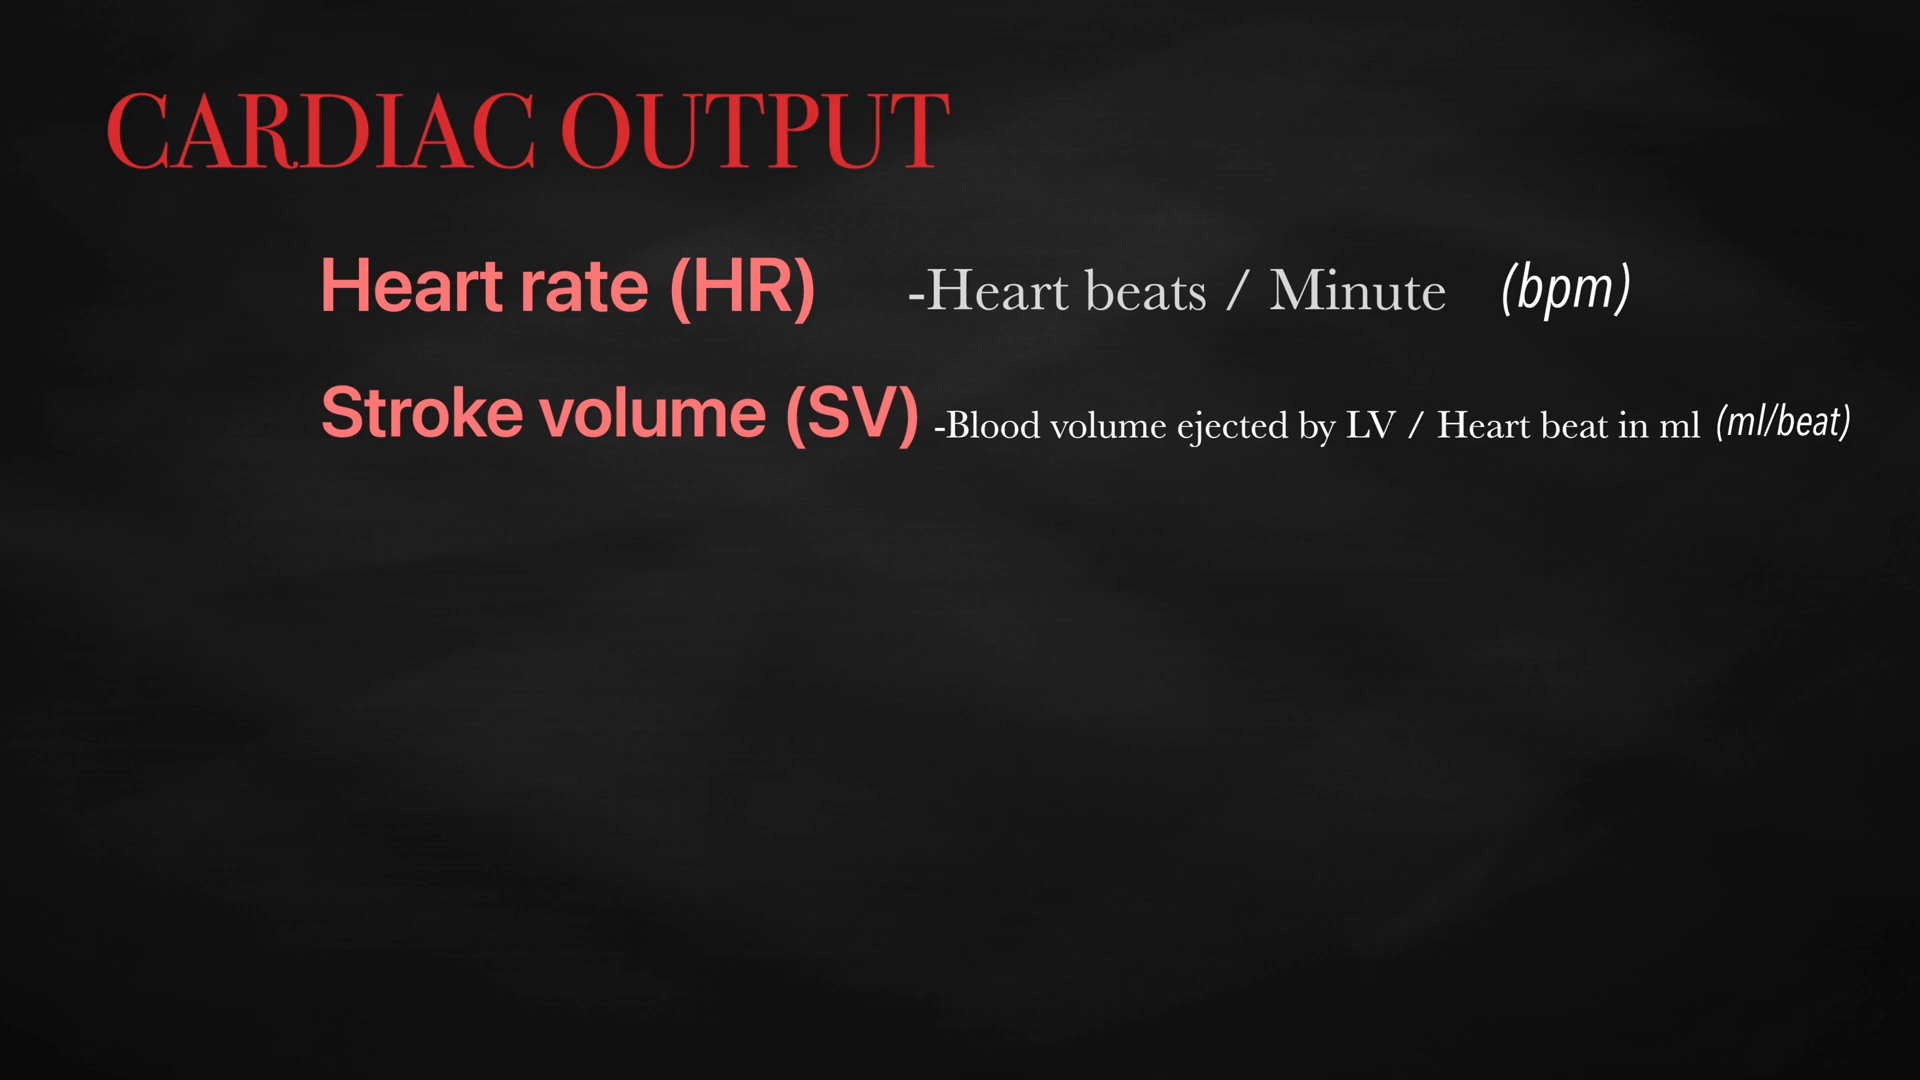 CARDIAC OUTPUT
Heart rate (HR) -Heart beats / Minute (bpm)
Stroke volume (SV) -Blood volume ejected by LV / Heart beat in ml (ml/beat)